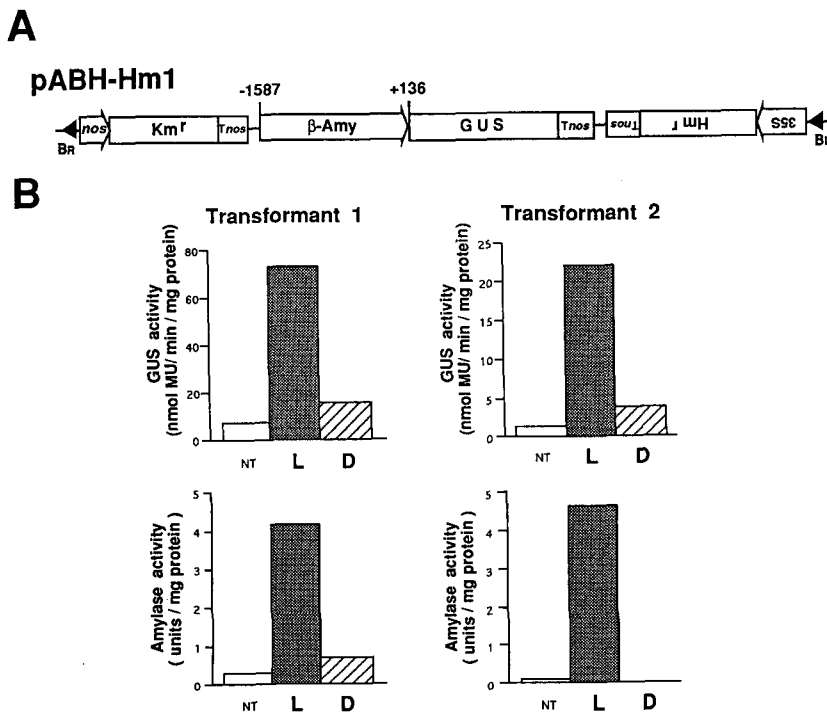 A
pABH-Hm1
-1587 +136
nos Km r Tnos β-Amy GUS Tnos Tnos Hm r 35S
BR BL
B
Transformant 1
Transformant 2
GUS activity
(nmol MU/ min / mg protein)
80
60
40
20
0
NT L D
GUS activity
(nmol MU/ min / mg protein)
25
20
15
10
5
0
NT L D
Amylase activity
( units / mg protein )
5
4
3
2
1
0
NT L D
Amylase activity
( units / mg protein )
5
4
3
2
1
0
NT L D